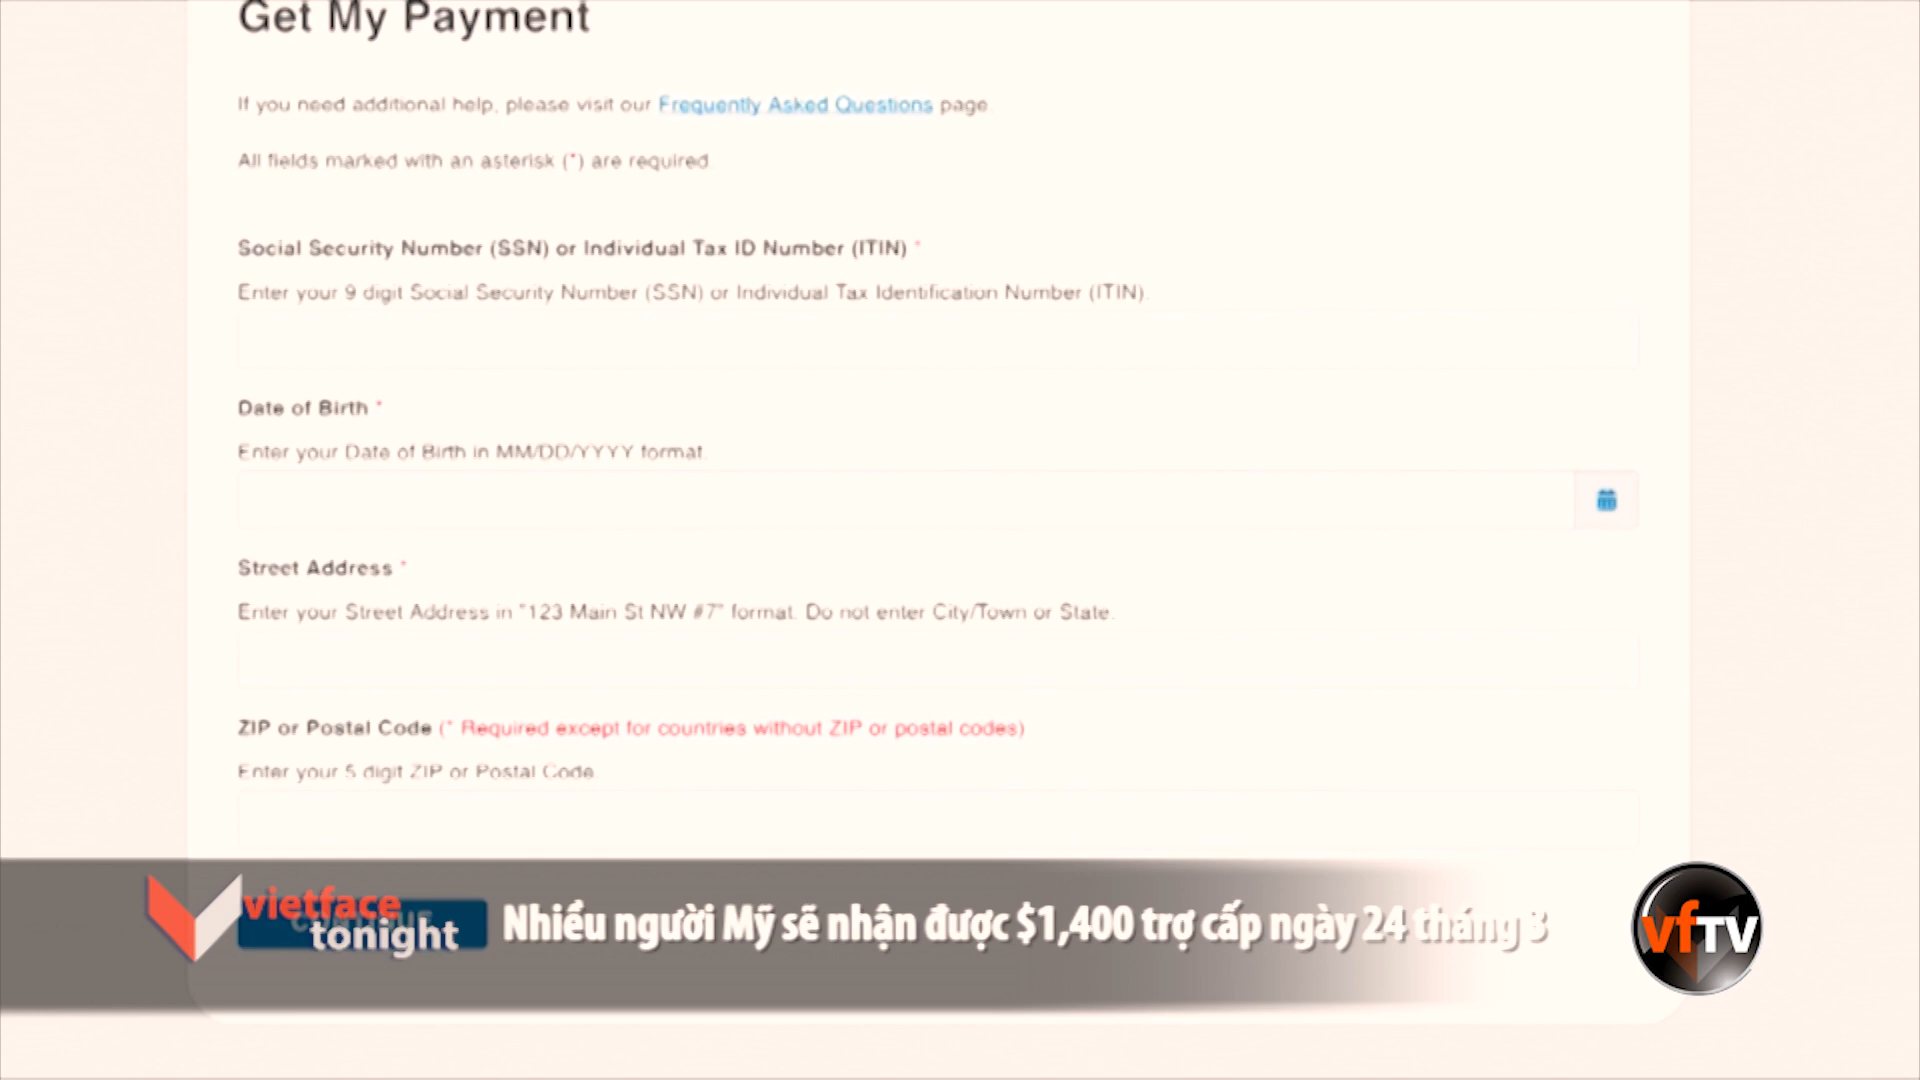 Get My Payment
If you need additional help, please visit our Frequently Asked Questions page
All fields marked with an asterisk (*) are required
Social Security Number (SSN) or Individual Tax ID Number (ITIN) *
Enter your 9 digit Social Security Number (SSN) or Individual Tax Identification Number (ITIN).
Date of Birth *
Enter your Date of Birth in MM/DD/YYYY format
Street Address *
Enter your Street Address in "123 Main St NW #7" format. Do not enter City/Town or State.
ZIP or Postal Code (* Required except for countries without ZIP or postal codes)
Enter your 5 digit ZIP or Postal Code
vietface
tonight
Nhiều người Mỹ sẽ nhận được $1,400 trợ cấp ngày 24 tháng 3
vfTV